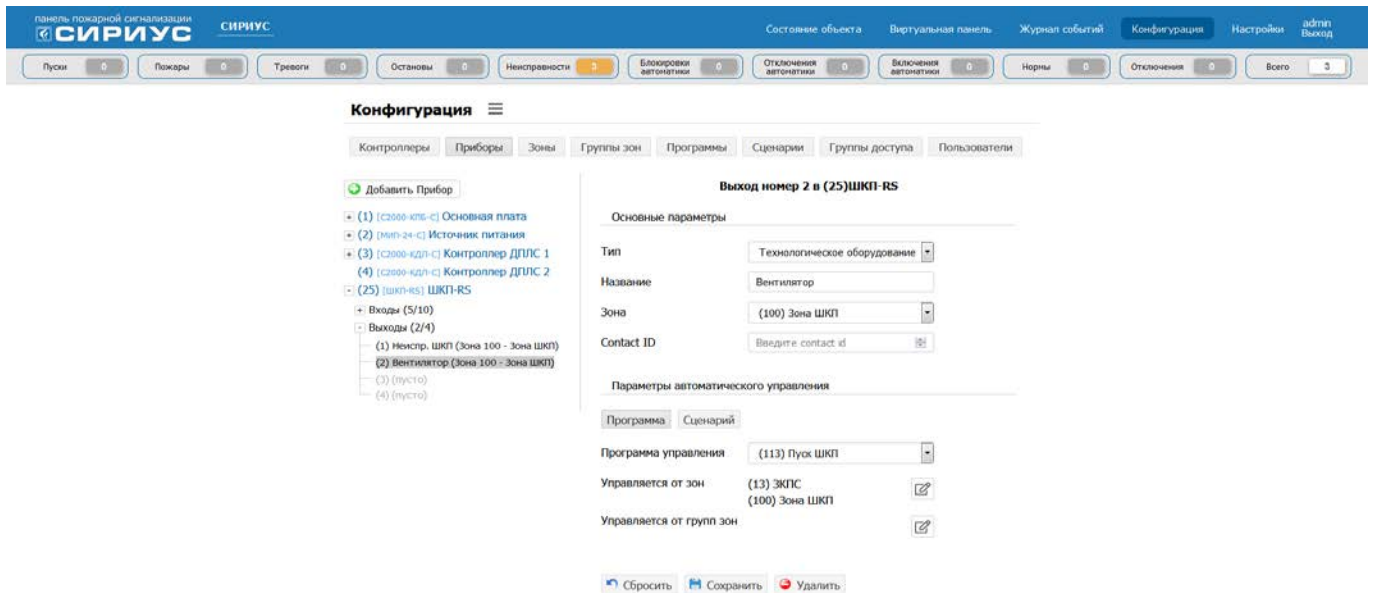 панель пожарной сигнализации
СИРИУС
СИРИУС
Состояние объекта
Виртуальная панель
Журнал событий
Конфигурация
Настройки
admin
Выход
Пуски 0
Пожары 0
Тревоги 0
Остановы 0
Неисправности 3
Блокировки автоматики 0
Отключения автоматики 0
Включения автоматики 0
Нормы 0
Отключения 0
Всего 3
Конфигурация
Контроллеры
Приборы
Зоны
Группы зон
Программы
Сценарии
Группы доступа
Пользователи
Добавить Прибор
(1) [С2000-КПБ-С] Основная плата
(2) [МИП-24-С] Источник питания
(3) [С2000-КДЛ-С] Контроллер ДПЛС 1
(4) [С2000-КДЛ-С] Контроллер ДПЛС 2
(25) [ШКП-RS] ШКП-RS
Входы (5/10)
Выходы (2/4)
(1) Неиспр. ШКП (Зона 100 - Зона ШКП)
(2) Вентилятор (Зона 100 - Зона ШКП)
(3) (пусто)
(4) (пусто)
Выход номер 2 в (25)ШКП-RS
Основные параметры
Тип
Технологическое оборудование
Название
Вентилятор
Зона
(100) Зона ШКП
Contact ID
Введите contact id
Параметры автоматического управления
Программа
Сценарий
Программа управления
(113) Пуск ШКП
Управляется от зон
(13) ЗКПС
(100) Зона ШКП
Управляется от групп зон
Сбросить
Сохранить
Удалить